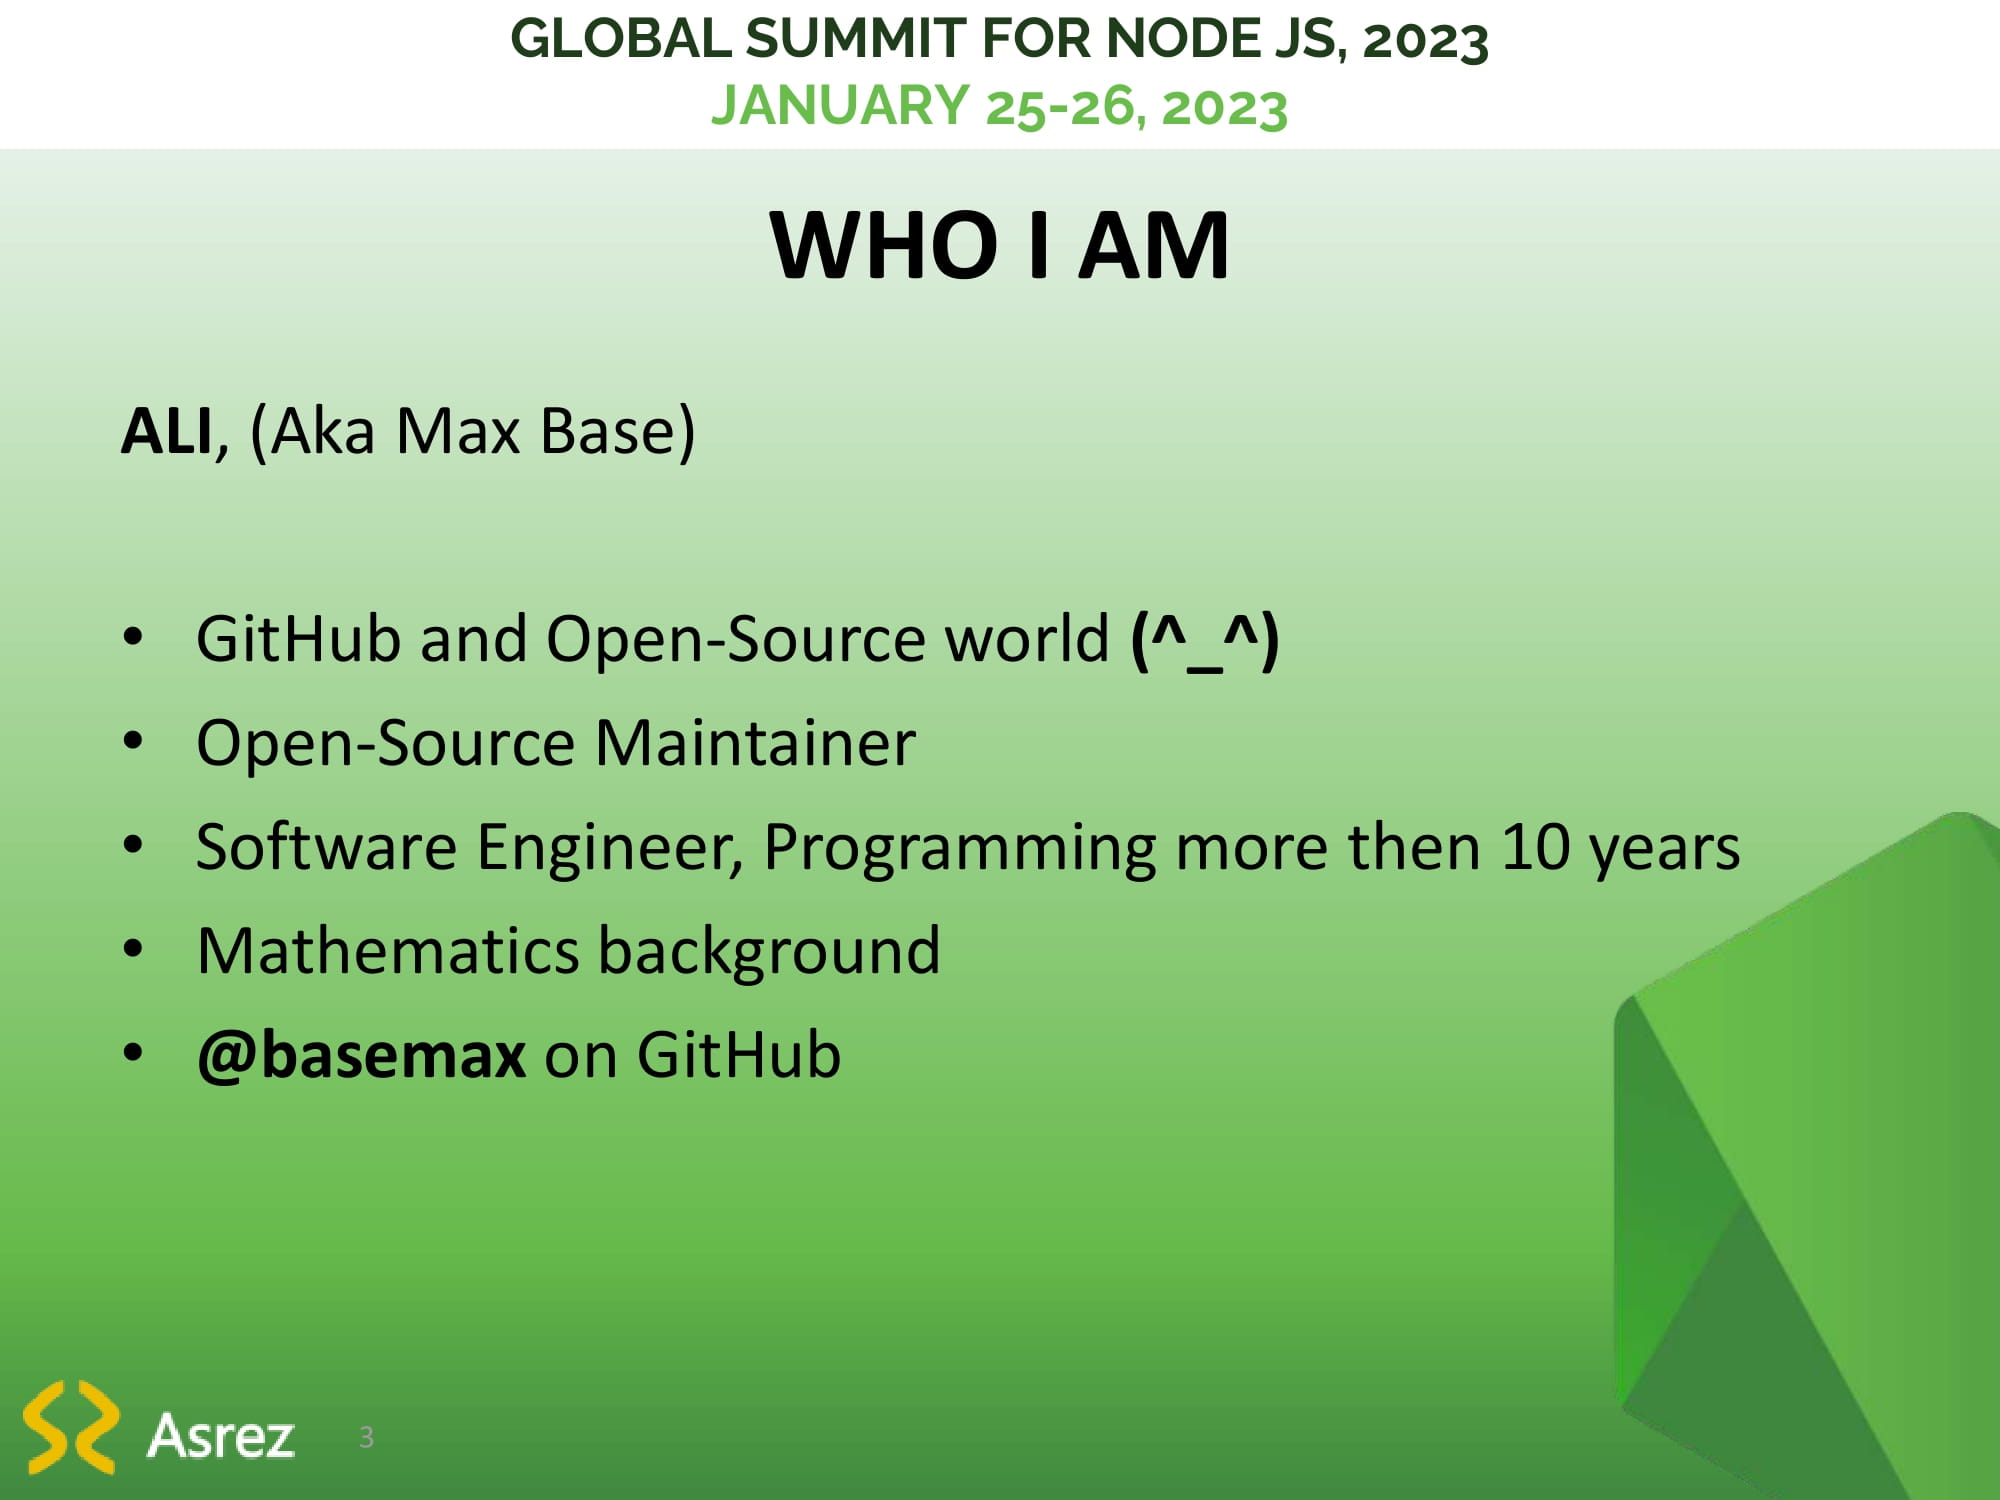 GLOBAL SUMMIT FOR NODE JS, 2023
JANUARY 25-26, 2023
WHO I AM
ALI, (Aka Max Base)
• GitHub and Open-Source world (^_^)
• Open-Source Maintainer
• Software Engineer, Programming more then 10 years
• Mathematics background
• @basemax on GitHub
Asrez
3